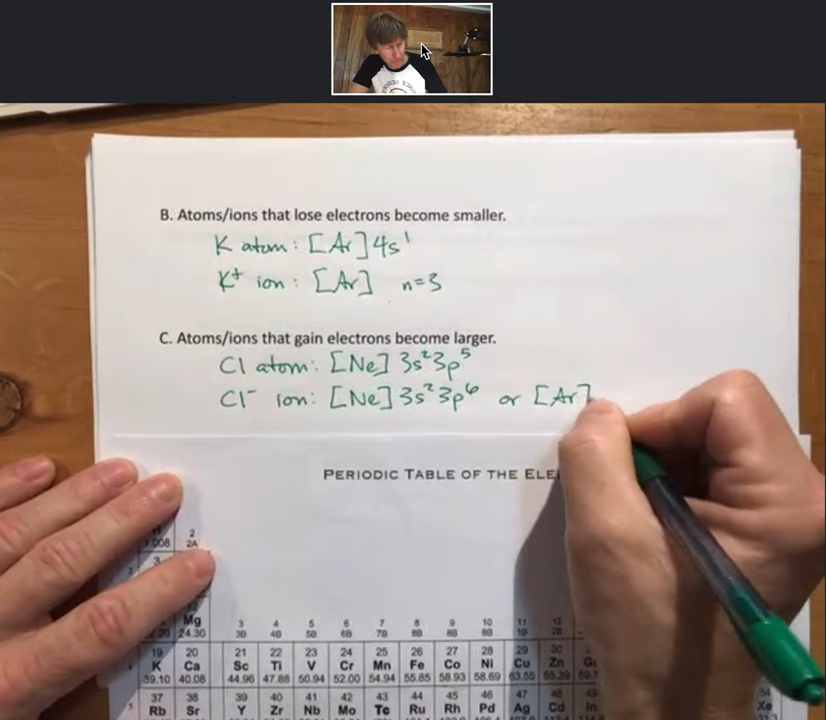 B. Atoms/ions that lose electrons become smaller.
K atom: [Ar] 4s¹
K⁺ ion: [Ar] n=3
C. Atoms/ions that gain electrons become larger.
Cl atom: [Ne] 3s²3p⁵
Cl⁻ ion: [Ne] 3s²3p⁶ or [Ar]
PERIODIC TABLE OF THE
2
2A
Mg
24.30
3 4 5 6 7 8 9 10 11 12
3B 4B 5B 6B 7B 8B 8B 8B 1B 2B
19 20 21 22 23 24 25 26 27 28 29 30
K Ca Sc Ti V Cr Mn Fe Co Ni Cu Zn
39.10 40.08 44.96 47.88 50.94 52.00 54.94 55.85 58.93 58.69 63.55 65.39
37 38 39 40 41 42 43 44 45 46 47 48
Rb Sr Y Zr Nb Mo Tc Ru Rh Pd Ag Cd In
54
Xe